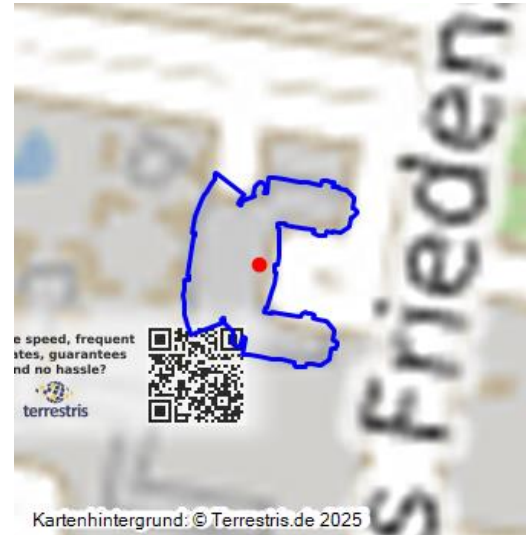 s Frieden
e speed, frequent
ates, guarantees
nd no hassle?
terrestris
Kartenhintergrund: © Terrestris.de 2025